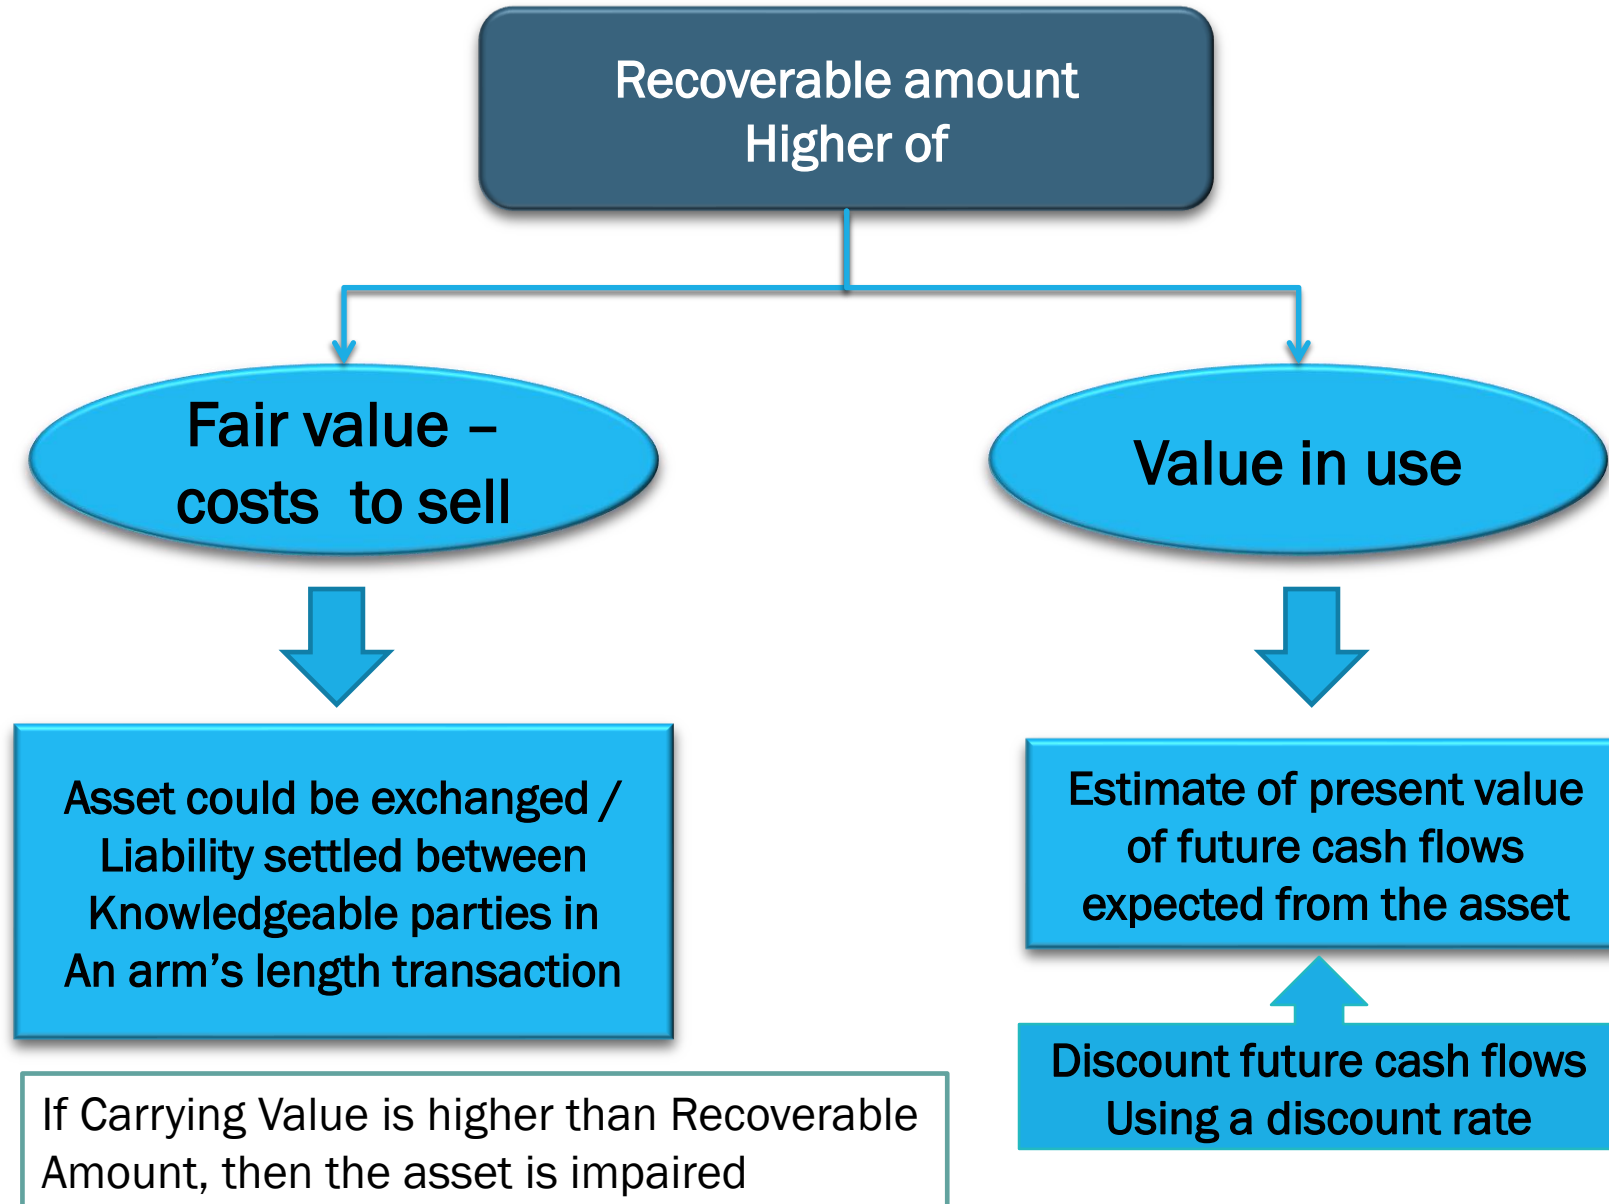 Recoverable amount
Higher of
Fair value –
costs to sell
Value in use
Asset could be exchanged /
Liability settled between
Knowledgeable parties in
An arm’s length transaction
Estimate of present value
of future cash flows
expected from the asset
Discount future cash flows
Using a discount rate
If Carrying Value is higher than Recoverable
Amount, then the asset is impaired